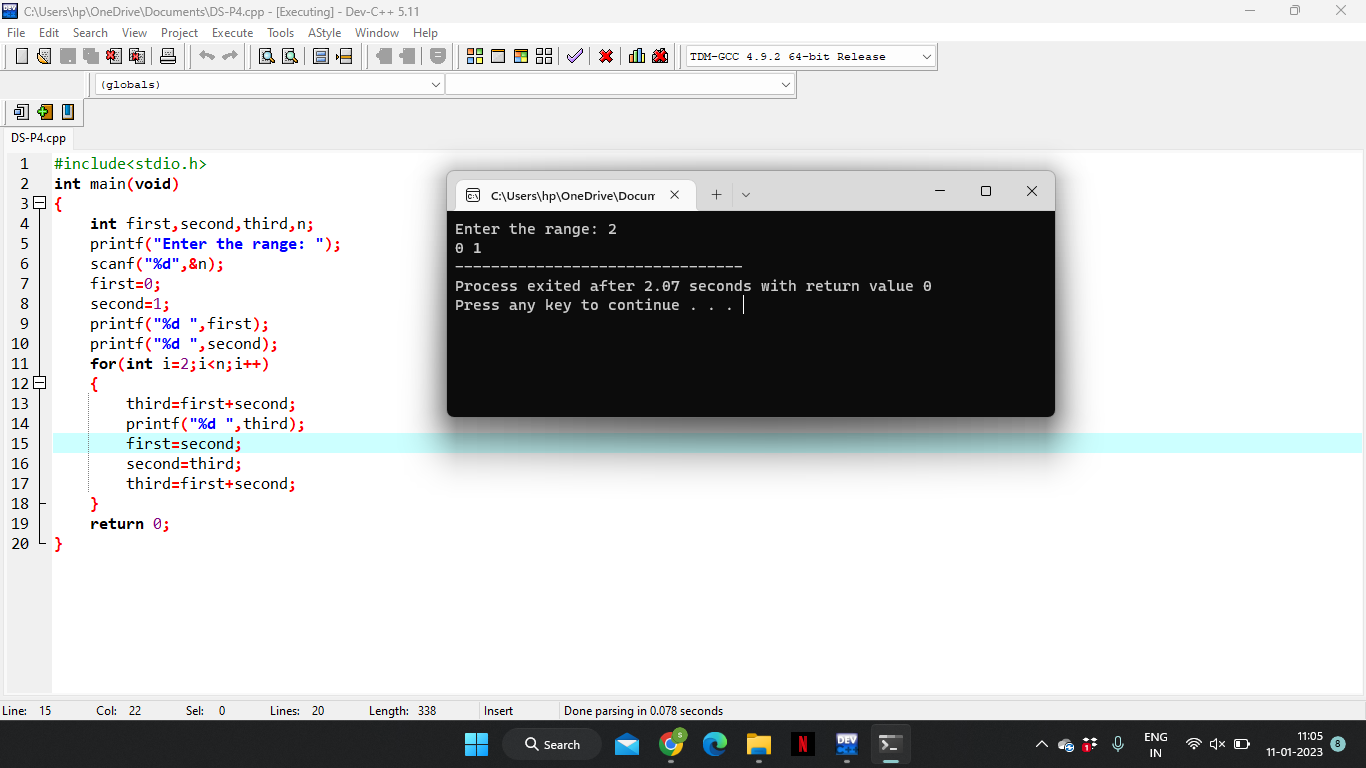 C:\Users\hp\OneDrive\Documents\DS-P4.cpp - [Executing] - Dev-C++ 5.11
File Edit Search View Project Execute Tools AStyle Window Help
TDM-GCC 4.9.2 64-bit Release
(globals)
DS-P4.cpp
1 #include<stdio.h>
2 int main(void)
3 {
4 int first,second,third,n;
5 printf("Enter the range: ");
6 scanf("%d",&n);
7 first=0;
8 second=1;
9 printf("%d ",first);
10 printf("%d ",second);
11 for(int i=2;i<n;i++)
12 {
13 third=first+second;
14 printf("%d ",third);
15 first=second;
16 second=third;
17 third=first+second;
18 }
19 return 0;
20 }
C:\Users\hp\OneDrive\Docum
Enter the range: 2
0 1
--------------------------------
Process exited after 2.07 seconds with return value 0
Press any key to continue . . .
Line: 15 Col: 22 Sel: 0 Lines: 20 Length: 338 Insert Done parsing in 0.078 seconds
Search
S
N
DEV
1
ENG
IN
11:05
11-01-2023
8